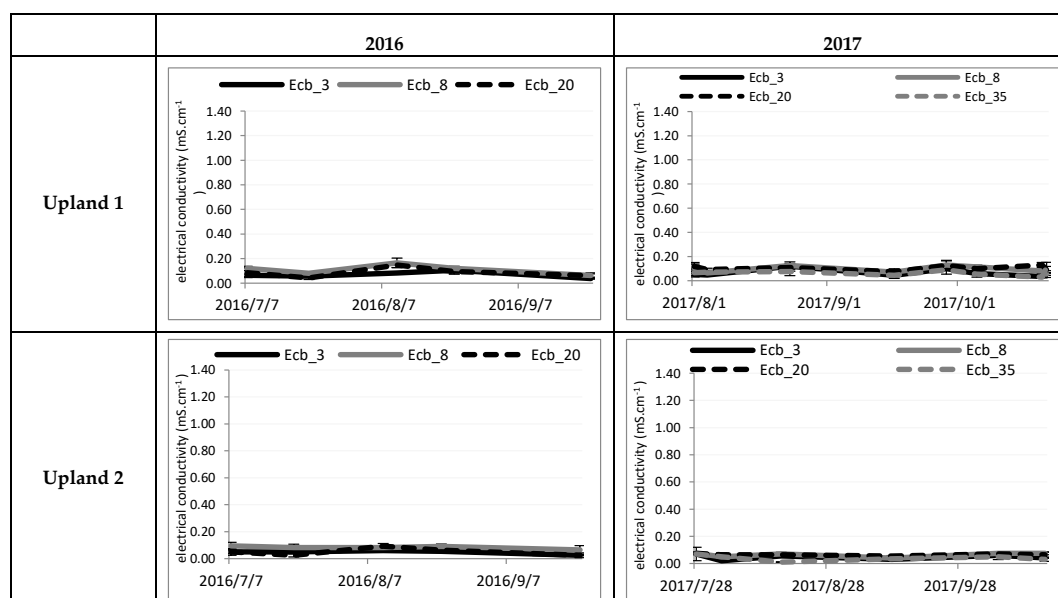 2016
2017
Upland 1
Ecb_3 Ecb_8 Ecb_20
electrical conductivity (mS.cm⁻¹
)
1.40
1.20
1.00
0.80
0.60
0.40
0.20
0.00
2016/7/7 2016/8/7 2016/9/7
Ecb_3 Ecb_8
Ecb_20 Ecb_35
electrical conductivity (mS.cm⁻¹
)
1.40
1.20
1.00
0.80
0.60
0.40
0.20
0.00
2017/8/1 2017/9/1 2017/10/1
Upland 2
Ecb_3 Ecb_8 Ecb_20
electrical conductivity (mS.cm⁻¹)
1.40
1.20
1.00
0.80
0.60
0.40
0.20
0.00
2016/7/7 2016/8/7 2016/9/7
Ecb_3 Ecb_8
Ecb_20 Ecb_35
electrical conductivity (mS.cm⁻¹)
1.40
1.20
1.00
0.80
0.60
0.40
0.20
0.00
2017/7/28 2017/8/28 2017/9/28